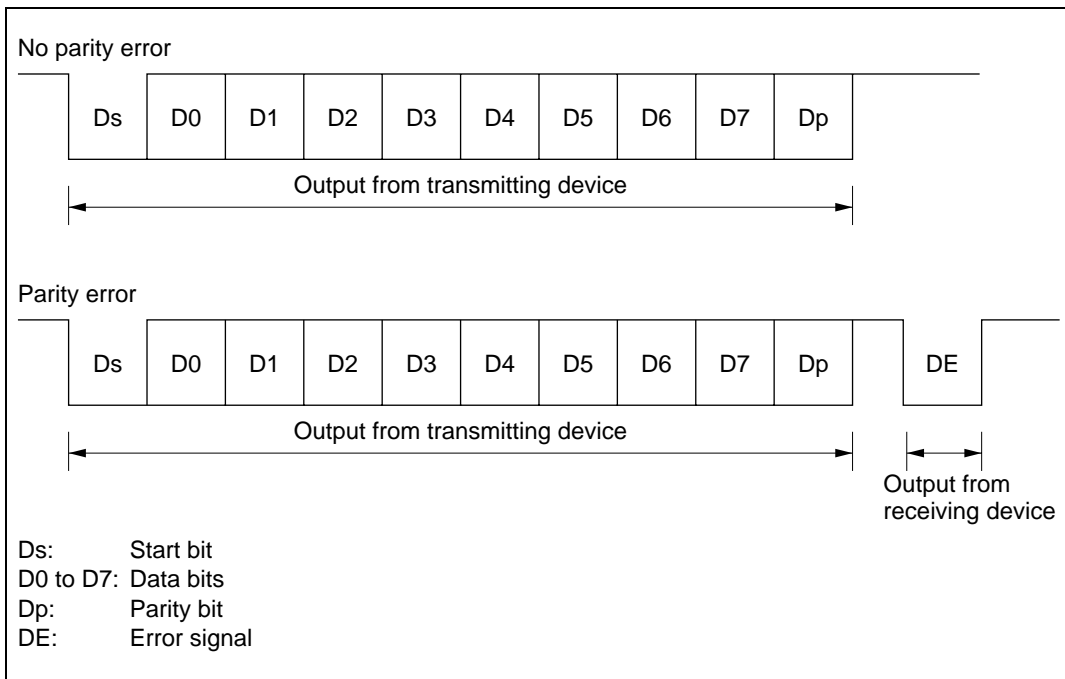 No parity error
Ds D0 D1 D2 D3 D4 D5 D6 D7 Dp
Output from transmitting device
Parity error
Ds D0 D1 D2 D3 D4 D5 D6 D7 Dp DE
Output from transmitting device
Output from
receiving device
Ds: Start bit
D0 to D7: Data bits
Dp: Parity bit
DE: Error signal